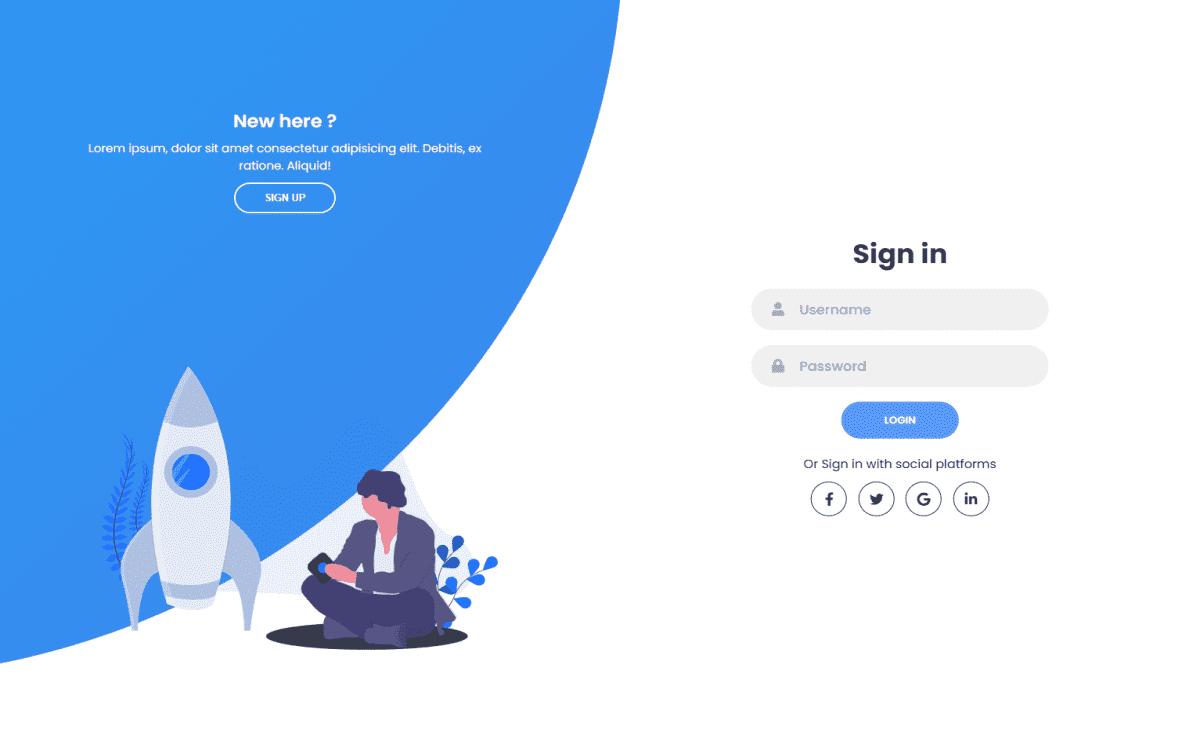 New here ?
Lorem ipsum, dolor sit amet consectetur adipisicing elit. Debitis, ex
ratione. Aliquid!
SIGN UP
Sign in
Username
Password
LOGIN
Or Sign in with social platforms